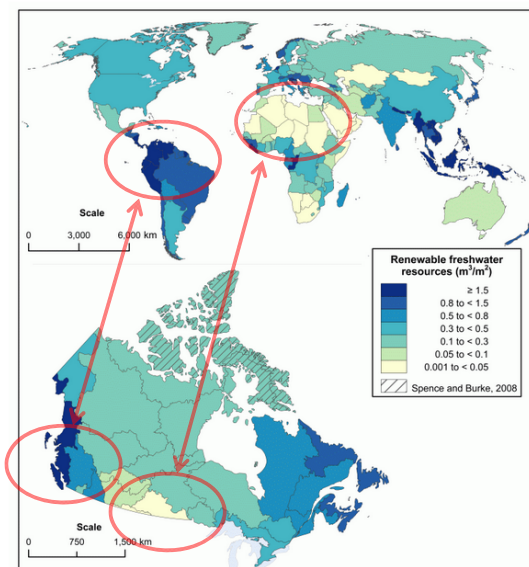 Scale
0 3,000 6,000 km
Renewable freshwater
resources (m³/m²)
≥ 1.5
0.8 to < 1.5
0.5 to < 0.8
0.3 to < 0.5
0.1 to < 0.3
0.05 to < 0.1
0.001 to < 0.05
Spence and Burke, 2008
Scale
0 750 1,500 km